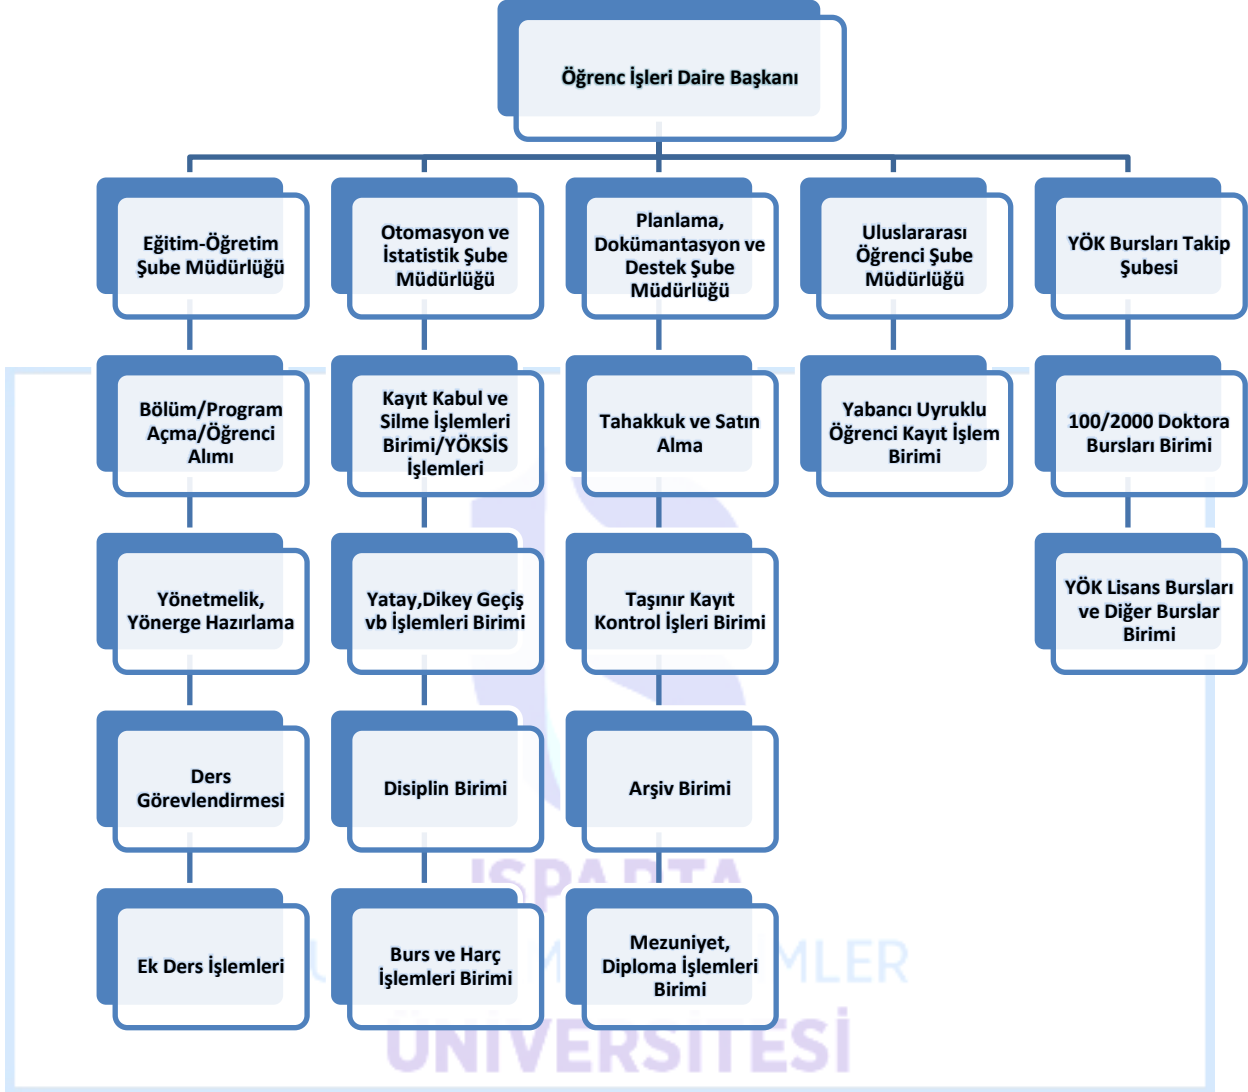 Öğrenc İşleri Daire Başkanı
Eğitim-Öğretim
Şube Müdürlüğü
Otomasyon ve
İstatistik Şube
Müdürlüğü
Planlama,
Dokümantasyon ve
Destek Şube
Müdürlüğü
Uluslararası
Öğrenci Şube
Müdürlüğü
YÖK Bursları Takip
Şubesi
Bölüm/Program
Açma/Öğrenci
Alımı
Kayıt Kabul ve
Silme İşlemleri
Birimi/YÖKSİS
İşlemleri
Tahakkuk ve Satın
Alma
Yabancı Uyruklu
Öğrenci Kayıt İşlem
Birimi
100/2000 Doktora
Bursları Birimi
Yönetmelik,
Yönerge Hazırlama
Yatay,Dikey Geçiş
vb İşlemleri Birimi
Taşınır Kayıt
Kontrol İşleri Birimi
YÖK Lisans Bursları
ve Diğer Burslar
Birimi
Ders
Görevlendirmesi
Disiplin Birimi
Arşiv Birimi
ISPARTA
Ek Ders İşlemleri
Burs ve Harç
İşlemleri Birimi
Mezuniyet,
Diploma İşlemleri
Birimi
ÜNİVERSİTESİ